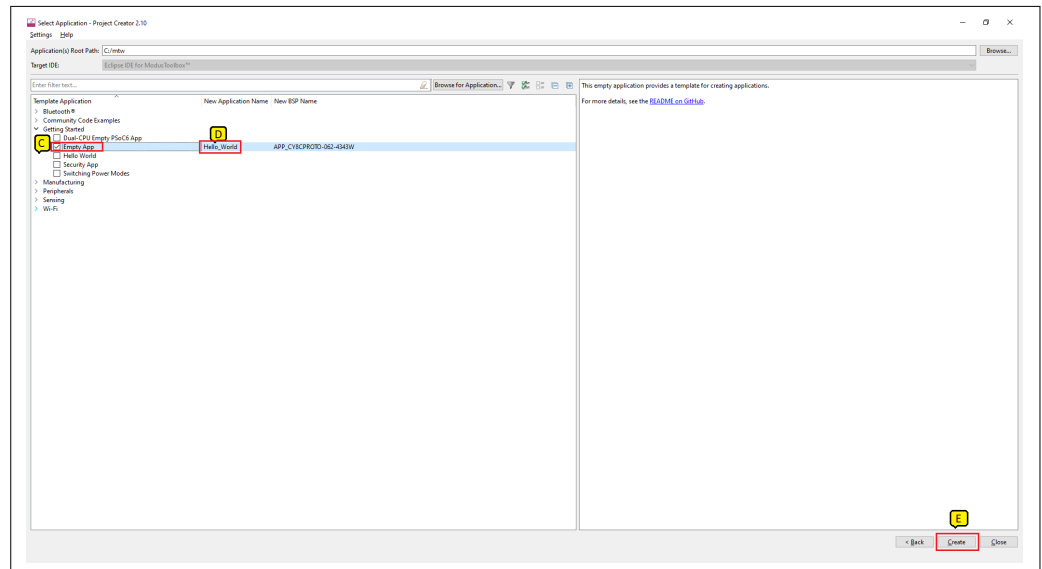 Select Application - Project Creator 2.10
Settings Help
Application(s) Root Path: C:/mtw Browse...
Target IDE: Eclipse IDE for ModusToolbox™
Enter filter text... Browse for Application...
Template Application New Application Name New BSP Name
Bluetooth®
Community Code Examples
Getting Started
Dual-CPU Empty PSoC6 App
D
C Empty App Hello_World APP_CY8CPROTO-062-4343W
Hello World
Security App
Switching Power Modes
Manufacturing
Peripherals
Sensing
Wi-Fi
This empty application provides a template for creating applications.
For more details, see the README on GitHub.
E
< Back Create Close